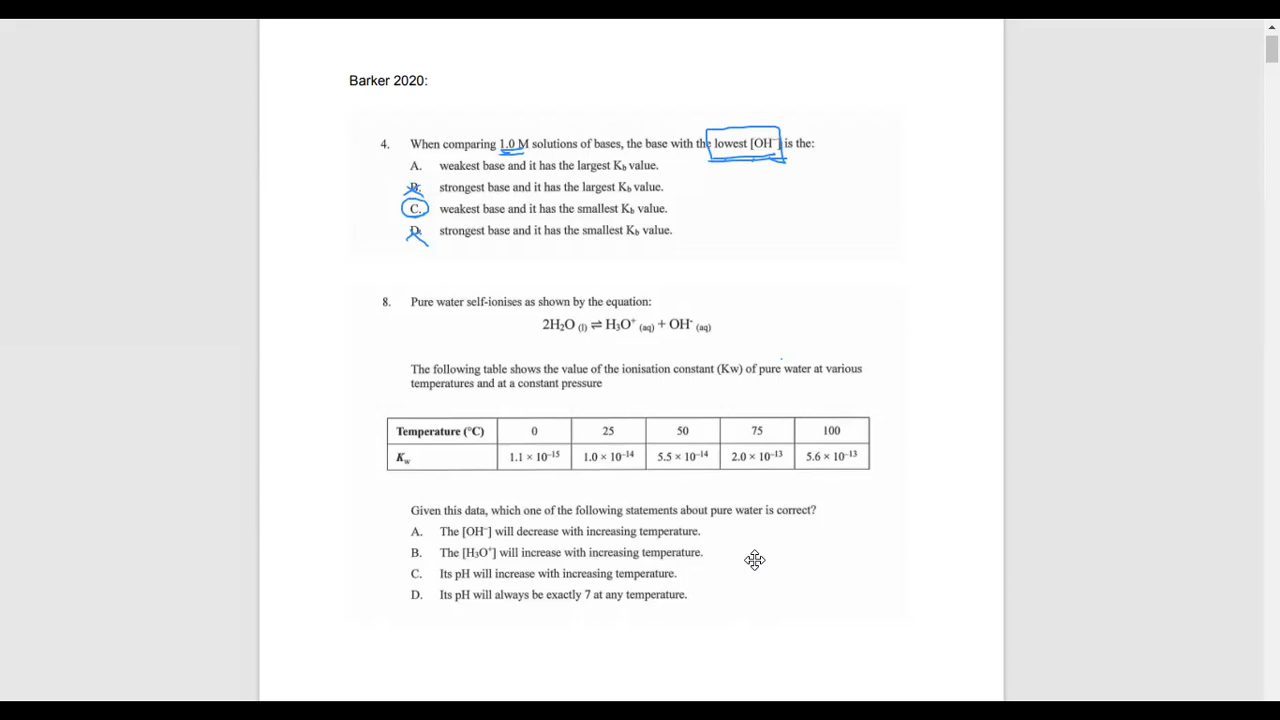 Barker 2020:
4. When comparing 1.0 M solutions of bases, the base with the lowest [OH⁻] is the:
A. weakest base and it has the largest Kb value.
B. strongest base and it has the largest Kb value.
C. weakest base and it has the smallest Kb value.
D. strongest base and it has the smallest Kb value.
8. Pure water self-ionises as shown by the equation:
2H₂O (l) ⇌ H₃O⁺ (aq) + OH⁻ (aq)
The following table shows the value of the ionisation constant (Kw) of pure water at various
temperatures and at a constant pressure
Temperature (°C) 0 25 50 75 100
Kw 1.1 × 10⁻¹⁵ 1.0 × 10⁻¹⁴ 5.5 × 10⁻¹⁴ 2.0 × 10⁻¹³ 5.6 × 10⁻¹³
Given this data, which one of the following statements about pure water is correct?
A. The [OH⁻] will decrease with increasing temperature.
B. The [H₃O⁺] will increase with increasing temperature.
C. Its pH will increase with increasing temperature.
D. Its pH will always be exactly 7 at any temperature.